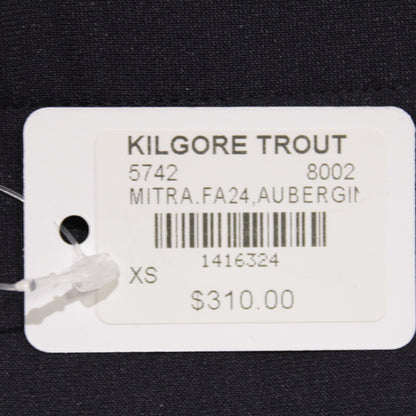 KILGORE TROUT
5742 8002
MITRA.FA24,AUBERGIN
1416324
XS
$310.00